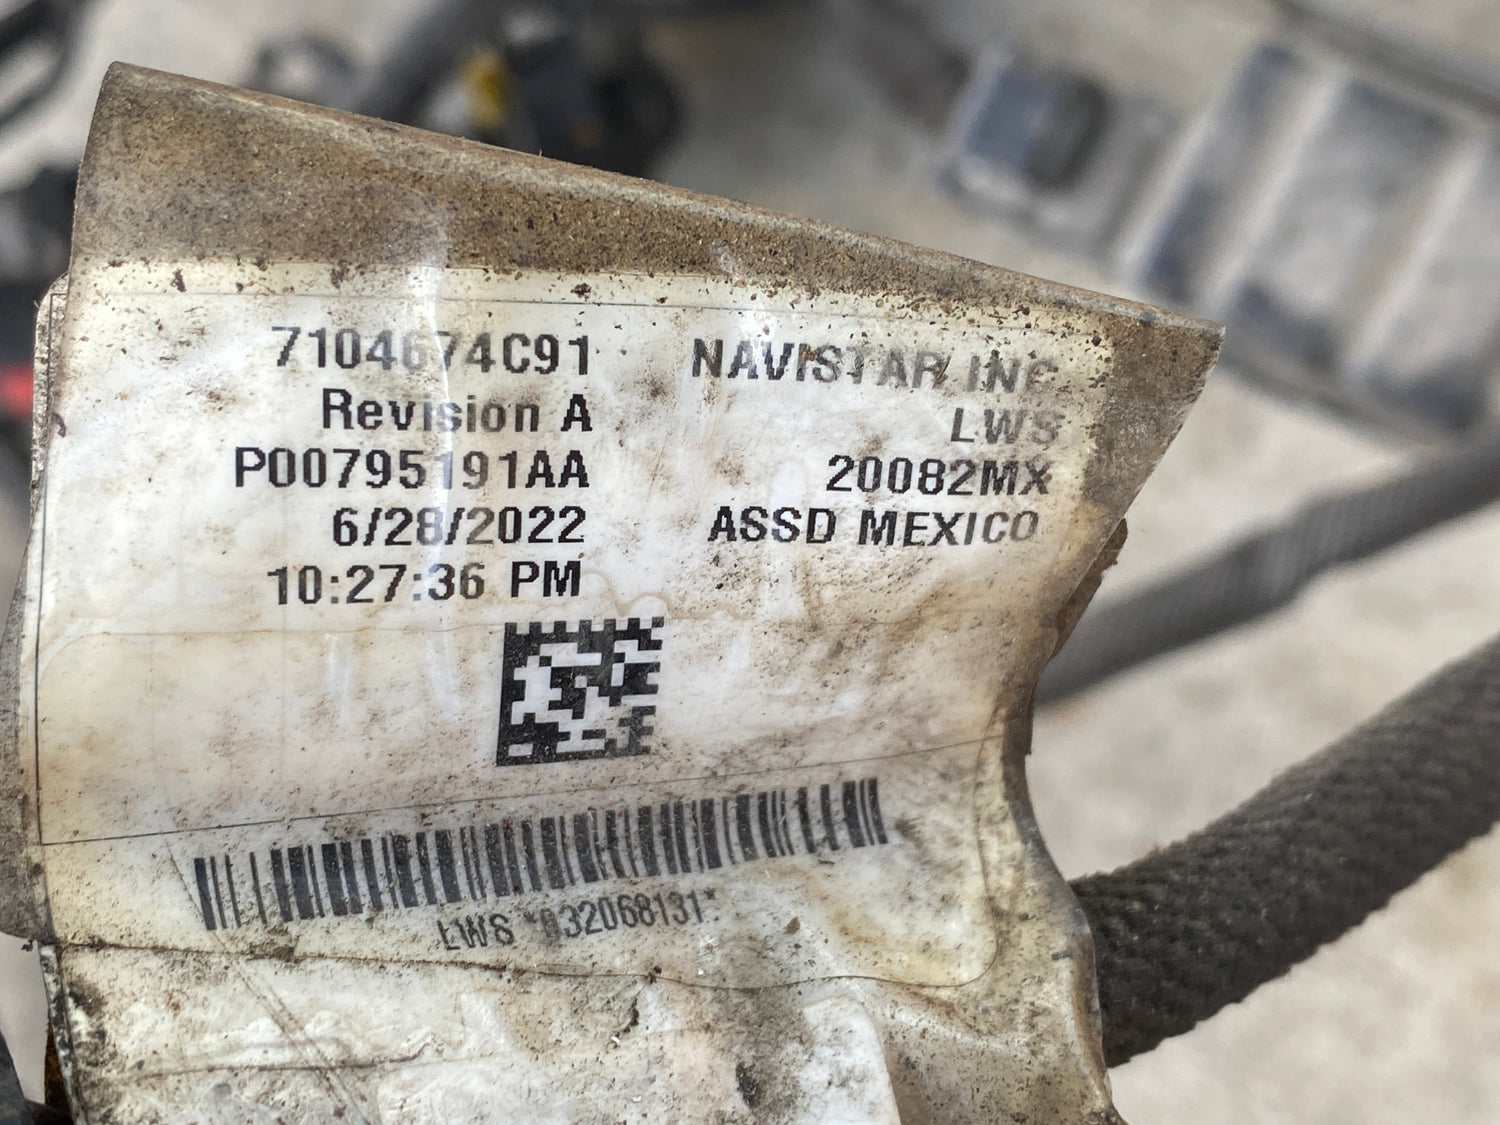 7104674C91
Revision A
P00795191AA
6/28/2022
10:27:36 PM
NAVISTAR INC.
LWS
20082MX
ASSD MEXICO
LWS *032068131*